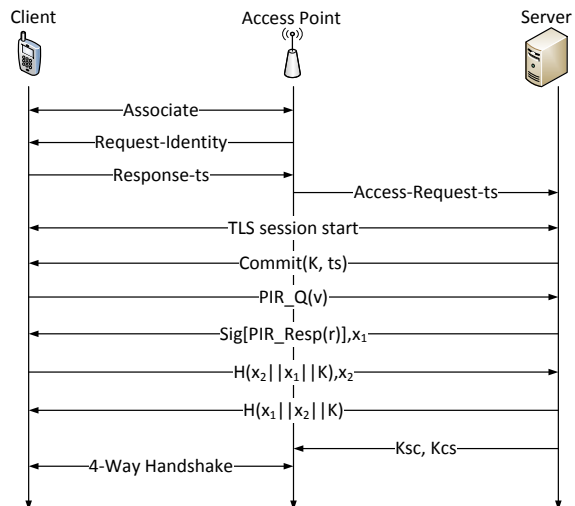 Client
Access Point
Server
Associate
Request-Identity
Response-ts
Access-Request-ts
TLS session start
Commit(K, ts)
PIR_Q(v)
Sig[PIR_Resp(r)],x₁
H(x₂||x₁||K),x₂
H(x₁||x₂||K)
Ksc, Kcs
4-Way Handshake